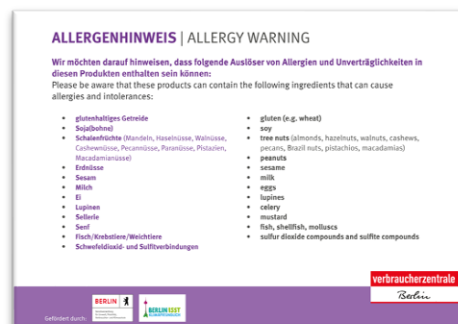 ALLERGENHINWEIS | ALLERGY WARNING
Wir möchten darauf hinweisen, dass folgende Auslöser von Allergien und Unverträglichkeiten in
diesen Produkten enthalten sein können:
Please be aware that these products can contain the following ingredients that can cause
allergies and intolerances:
• glutenhaltiges Getreide
• Soja(bohne)
• Schalenfrüchte (Mandeln, Haselnüsse, Walnüsse,
Cashewnüsse, Pecannüsse, Paranüsse, Pistazien,
Macadamianüsse)
• Erdnüsse
• Sesam
• Milch
• Ei
• Lupinen
• Sellerie
• Senf
• Fisch/Krebstiere/Weichtiere
• Schwefeldioxid- und Sulfitverbindungen
• gluten (e.g. wheat)
• soy
• tree nuts (almonds, hazelnuts, walnuts, cashews,
pecans, Brazil nuts, pistachios, macadamias)
• peanuts
• sesame
• milk
• eggs
• lupines
• celery
• mustard
• fish, shellfish, molluscs
• sulfur dioxide compounds and sulfite compounds
verbraucherzentrale
Berlin
Gefördert durch:
BERLIN
BERLIN ISST